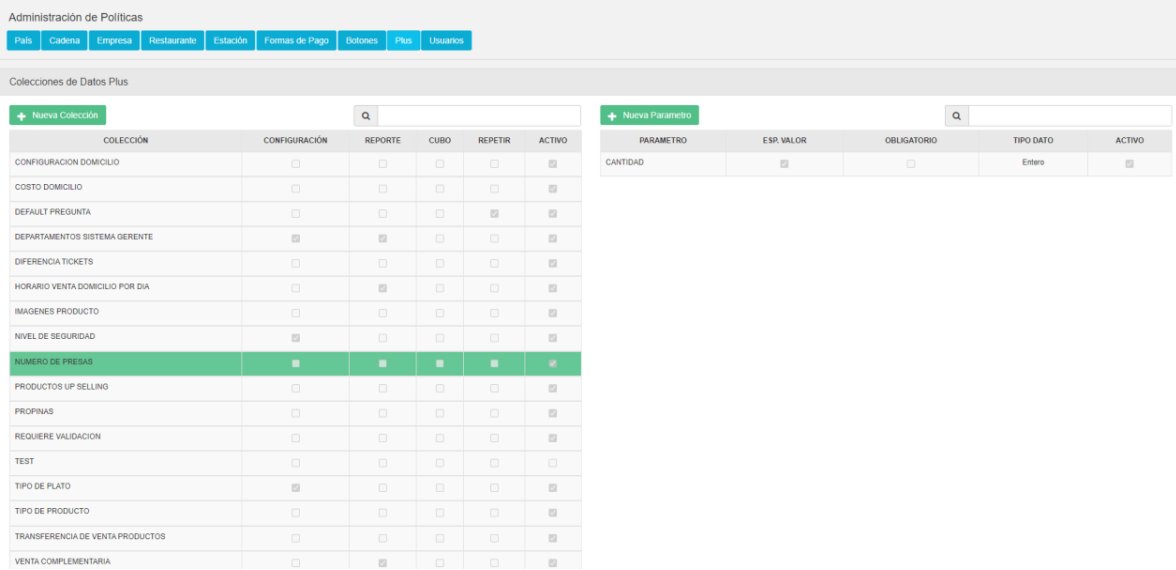 Administración de Políticas
País Cadena Empresa Restaurante Estación Formas de Pago Botones Plus Usuarios
Colecciones de Datos Plus
Nueva Colección
COLECCIÓN CONFIGURACIÓN REPORTE CUBO REPETIR ACTIVO
CONFIGURACION DOMICILIO
COSTO DOMICILIO
DEFAULT PREGUNTA
DEPARTAMENTOS SISTEMA GERENTE
DIFERENCIA TICKETS
HORARIO VENTA DOMICILIO POR DIA
IMAGENES PRODUCTO
NIVEL DE SEGURIDAD
NUMERO DE PRESAS
PRODUCTOS UP SELLING
PROPINAS
REQUIERE VALIDACION
TEST
TIPO DE PLATO
TIPO DE PRODUCTO
TRANSFERENCIA DE VENTA PRODUCTOS
VENTA COMPLEMENTARIA
Nueva Parametro
PARAMETRO ESP. VALOR OBLIGATORIO TIPO DATO ACTIVO
CANTIDAD Entero